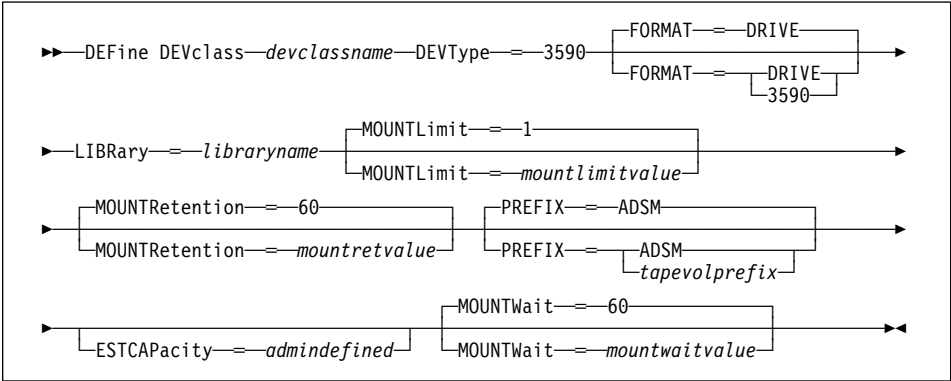 FORMAT = DRIVE
DEFine DEVclass devclassname DEVType = 3590
FORMAT = DRIVE
3590
MOUNTLimit = 1
LIBRary = libraryname
MOUNTLimit = mountlimitvalue
MOUNTRetention = 60 PREFIX = ADSM
MOUNTRetention = mountretvalue PREFIX = ADSM
tapevolprefix
MOUNTWait = 60
ESTCAPacity = admindefined MOUNTWait = mountwaitvalue